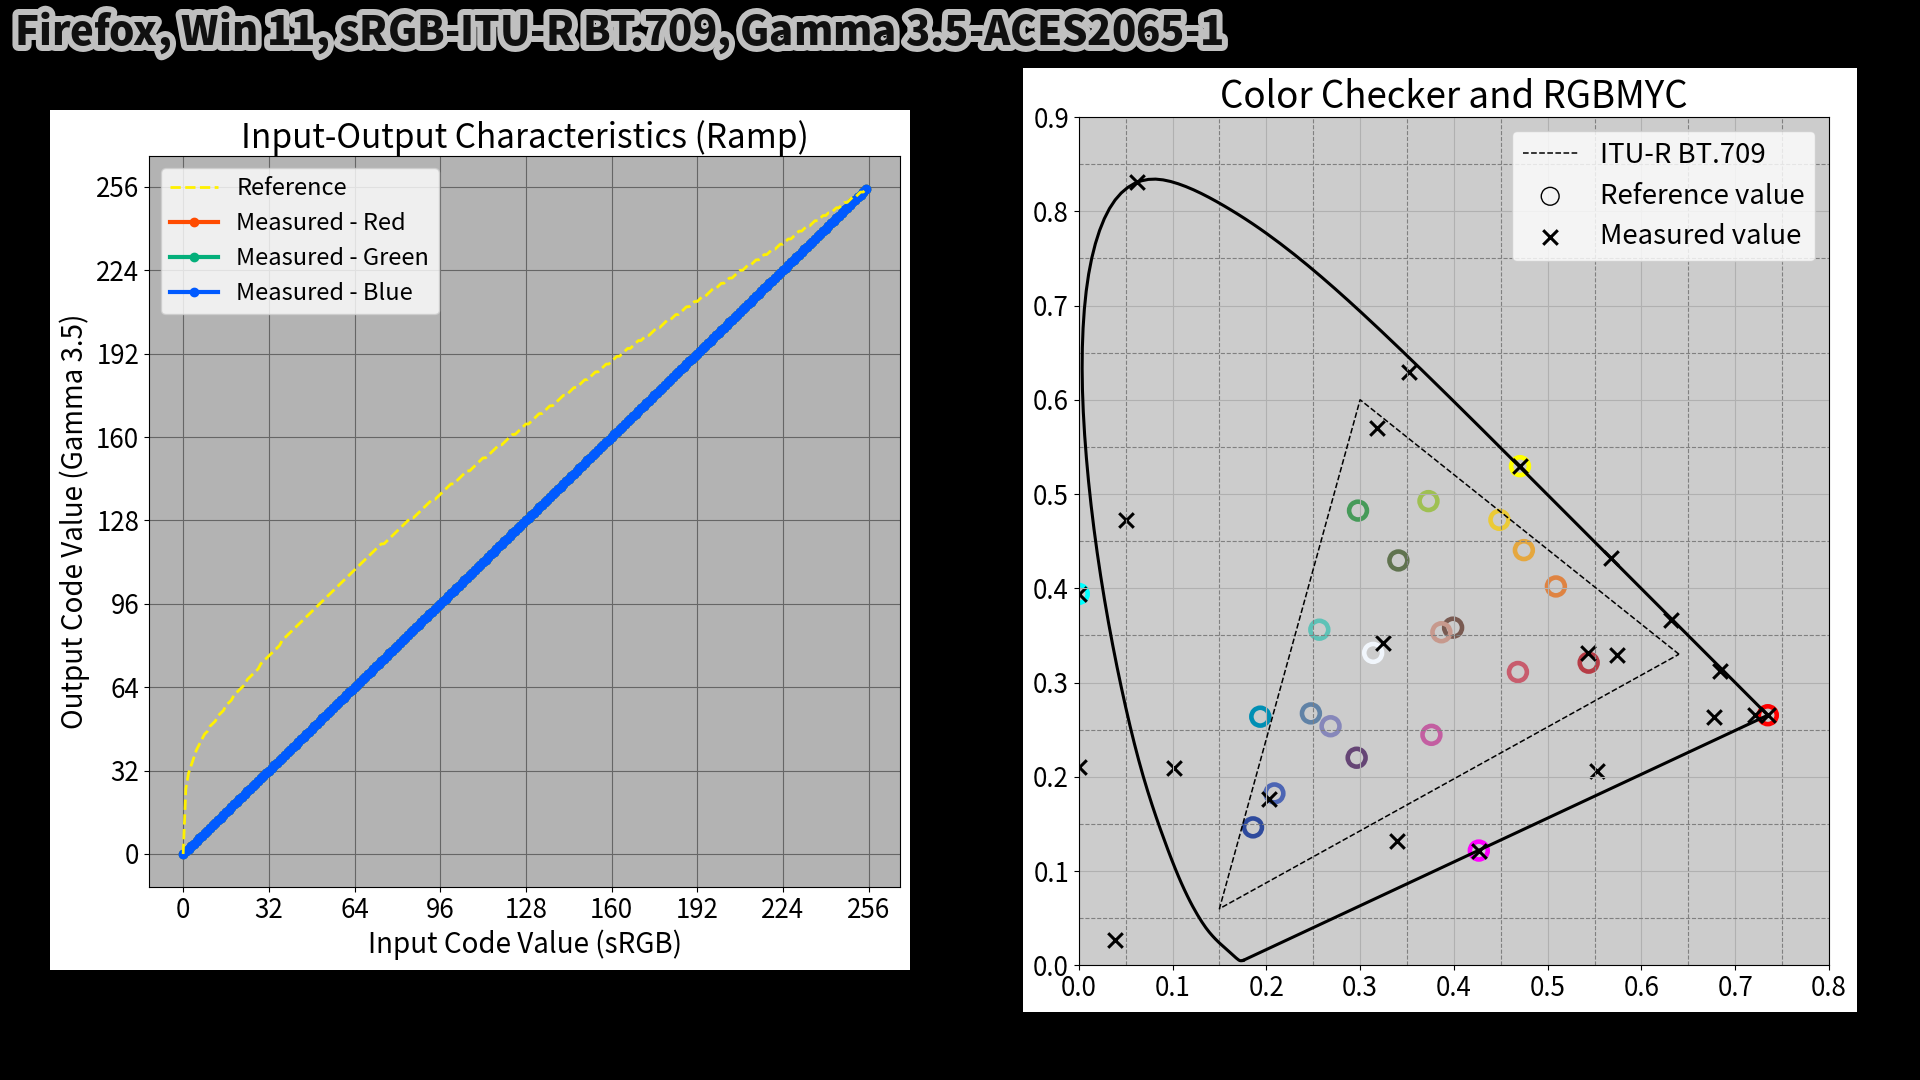 Firefox, Win 11, sRGB-ITU-R BT.709, Gamma 3.5-ACES2065-1
Input-Output Characteristics (Ramp)
Reference
Measured - Red
Measured - Green
Measured - Blue
256
224
192
160
128
96
64
32
0
Output Code Value (Gamma 3.5)
0 32 64 96 128 160 192 224 256
Input Code Value (sRGB)
Color Checker and RGBMYC
ITU-R BT.709
Reference value
Measured value
0.9
0.8
0.7
0.6
0.5
0.4
0.3
0.2
0.1
0.0
0.0 0.1 0.2 0.3 0.4 0.5 0.6 0.7 0.8